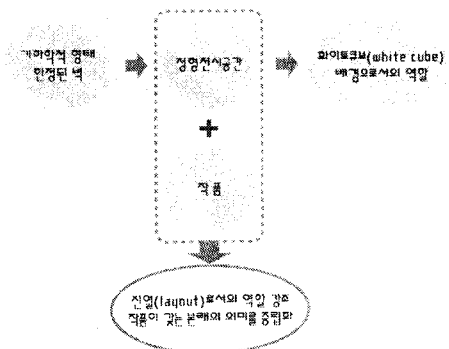 기하학적 형태
한정된 벽
정형전시공간
화이트큐브(white cube)
배경으로서의 역할
+
작품
진열(layout)로서의 역할 강조
작품이 갖는 본래의 의미를 중립화